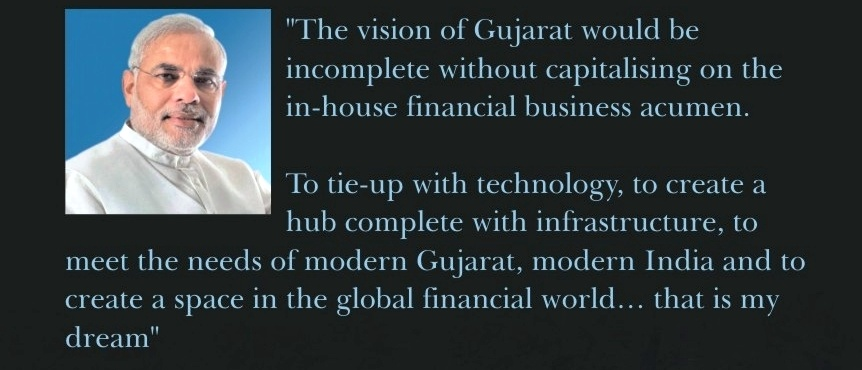 "The vision of Gujarat would be
incomplete without capitalising on the
in-house financial business acumen.
To tie-up with technology, to create a
hub complete with infrastructure, to
meet the needs of modern Gujarat, modern India and to
create a space in the global financial world… that is my
dream"